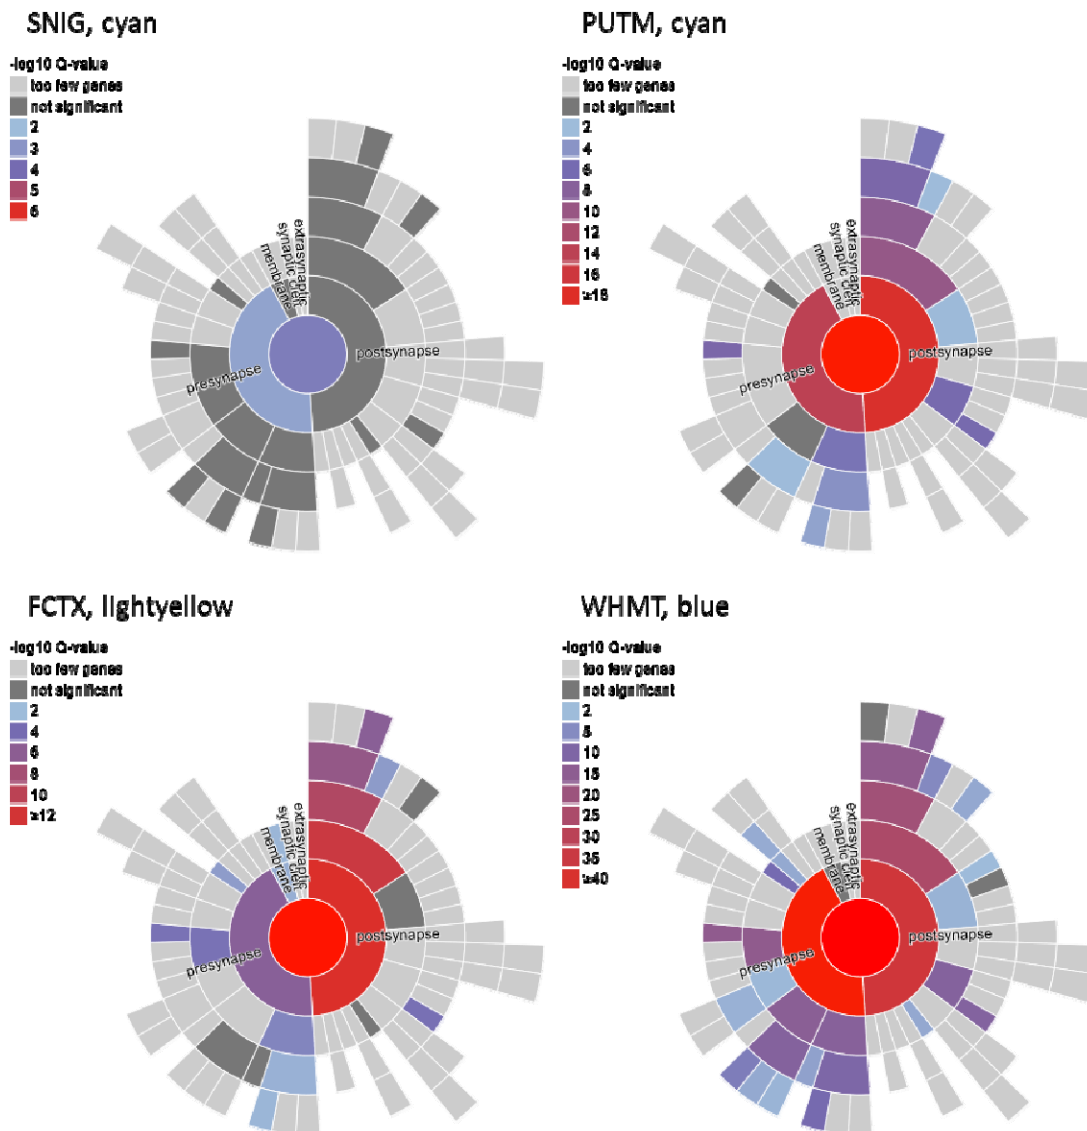 SNIG, cyan
-log10 Q-value
too few genes
not significant
2
3
4
5
6
extrasynaptic
synaptic cleft
membrane
postsynapse
presynapse
PUTM, cyan
-log10 Q-value
too few genes
not significant
2
4
6
8
10
12
14
16
≥18
extrasynaptic
synaptic cleft
membrane
postsynapse
presynapse
FCTX, lightyellow
-log10 Q-value
too few genes
not significant
2
4
6
8
10
≥12
extrasynaptic
synaptic cleft
membrane
postsynapse
presynapse
WHMT, blue
-log10 Q-value
too few genes
not significant
2
5
10
15
20
25
30
35
≥40
extrasynaptic
synaptic cleft
membrane
postsynapse
presynapse